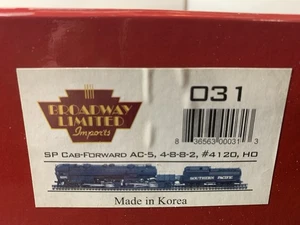 BROADWAY
LIMITED
Imports
031
8 36563 00031 3
SP CAB-FORWARD AC-5, 4-8-8-2, #4120, HO
SOUTHERN PACIFIC
Made in Korea